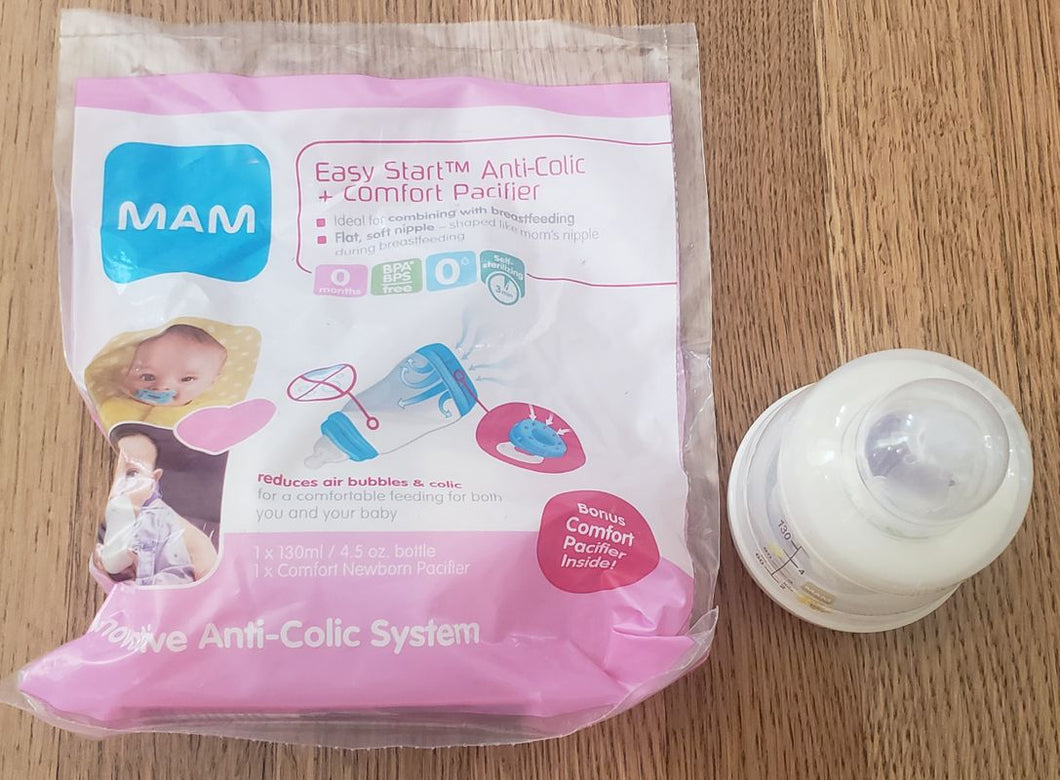 MAM
Easy Start™ Anti-Colic
+ Comfort Pacifier
Ideal for combining with breastfeeding
Flat, soft nipple – shaped like mom's nipple
during breastfeeding
0
months
BPA°
BPS
free
0
self-
sterilizing
3 min
reduces air bubbles & colic
for a comfortable feeding for both
you and your baby
Bonus
Comfort
Pacifier
Inside!
1 x 130ml / 4.5 oz. bottle
1 x Comfort Newborn Pacifier
Anti-Colic System
130
4